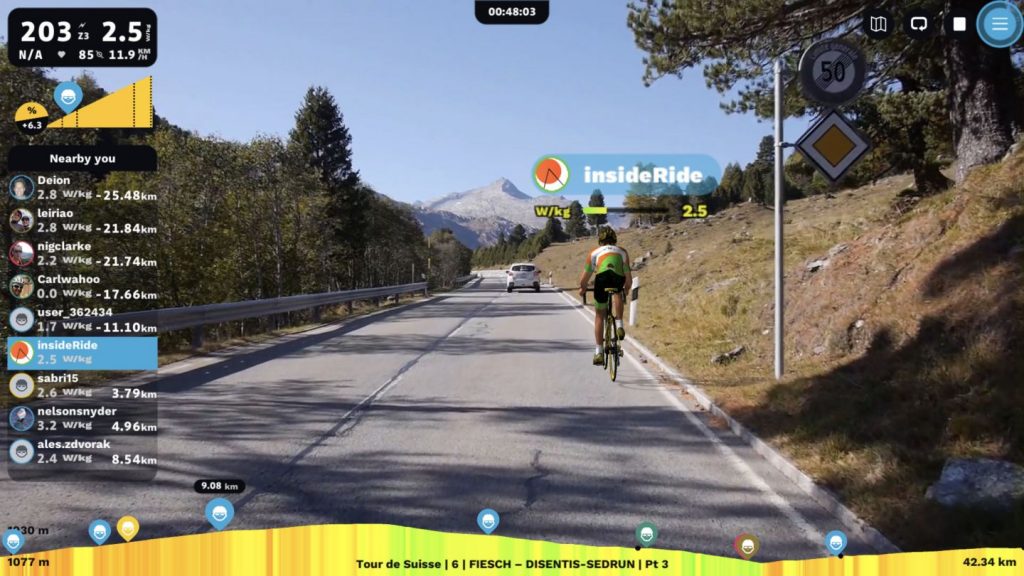 00:48:03
203 Z3 2.5 W/kg
N/A 85 11.9 KM/H
%
+6.3
50
Nearby you
Deion
2.8 W/kg -25.48km
leiriao
2.8 W/kg -21.84km
nigclarke
2.2 W/kg -21.74km
Carlwahoo
0.0 W/kg -17.66km
user_362434
1.7 W/kg -11.10km
insideRide
2.5 W/kg
sabri15
2.6 W/kg 3.79km
nelsonsnyder
3.2 W/kg 4.96km
ales.zdvorak
2.4 W/kg 8.54km
insideRide
W/kg 2.5
9.08 km
1077 m
Tour de Suisse | 6 | FIESCH – DISENTIS-SEDRUN | Pt 3
42.34 km